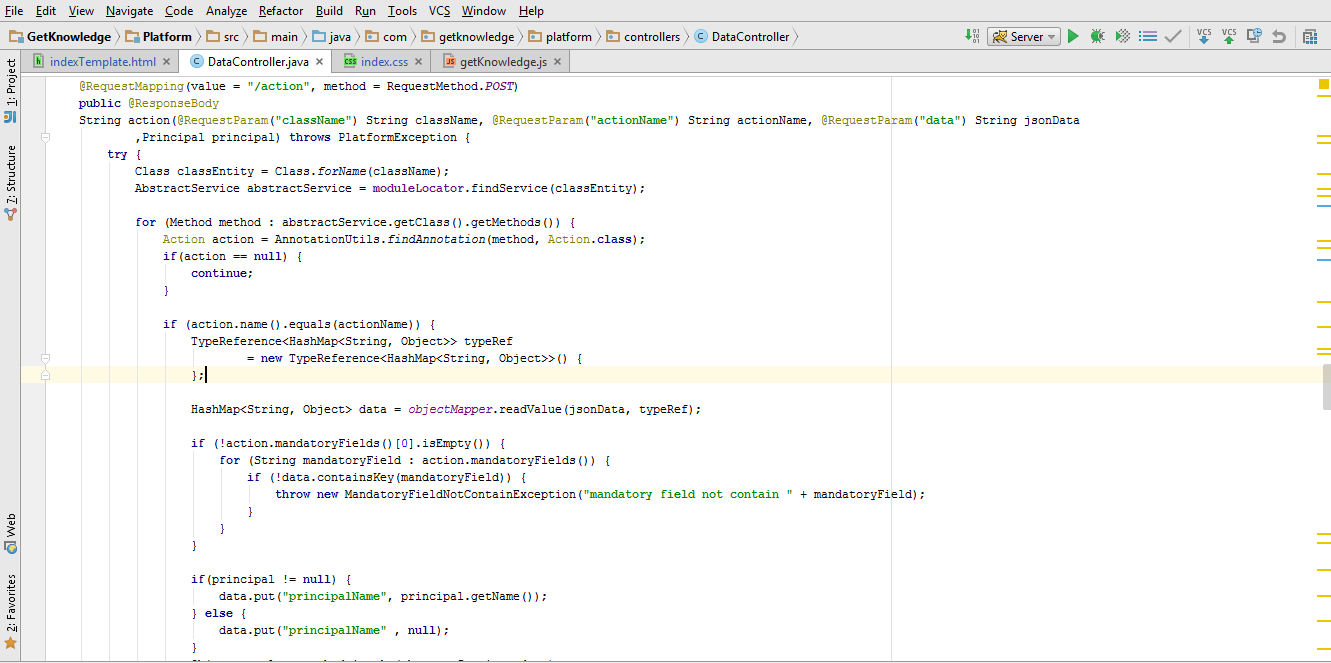 File Edit View Navigate Code Analyze Refactor Build Run Tools VCS Window Help
GetKnowledge Platform src main java com getknowledge platform controllers DataController Server VCS VCS
indexTemplate.html DataController.java index.css getKnowledge.js
1: Project
7: Structure
Web
2: Favorites
@RequestMapping(value = "/action", method = RequestMethod.POST)
public @ResponseBody
String action(@RequestParam("className") String className, @RequestParam("actionName") String actionName, @RequestParam("data") String jsonData
,Principal principal) throws PlatformException {
try {
Class classEntity = Class.forName(className);
AbstractService abstractService = moduleLocator.findService(classEntity);
for (Method method : abstractService.getClass().getMethods()) {
Action action = AnnotationUtils.findAnnotation(method, Action.class);
if(action == null) {
continue;
}
if (action.name().equals(actionName)) {
TypeReference<HashMap<String, Object>> typeRef
= new TypeReference<HashMap<String, Object>>() {
};
HashMap<String, Object> data = objectMapper.readValue(jsonData, typeRef);
if (!action.mandatoryFields()[0].isEmpty()) {
for (String mandatoryField : action.mandatoryFields()) {
if (!data.containsKey(mandatoryField)) {
throw new MandatoryFieldNotContainException("mandatory field not contain " + mandatoryField);
}
}
}
if(principal != null) {
data.put("principalName", principal.getName());
} else {
data.put("principalName" , null);
}